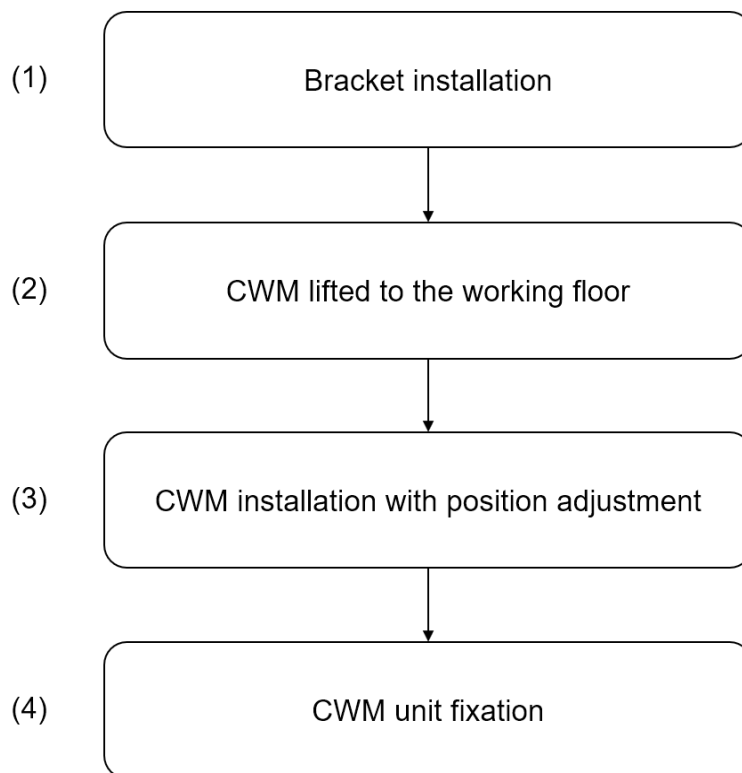 (1) Bracket installation
(2) CWM lifted to the working floor
(3) CWM installation with position adjustment
(4) CWM unit fixation